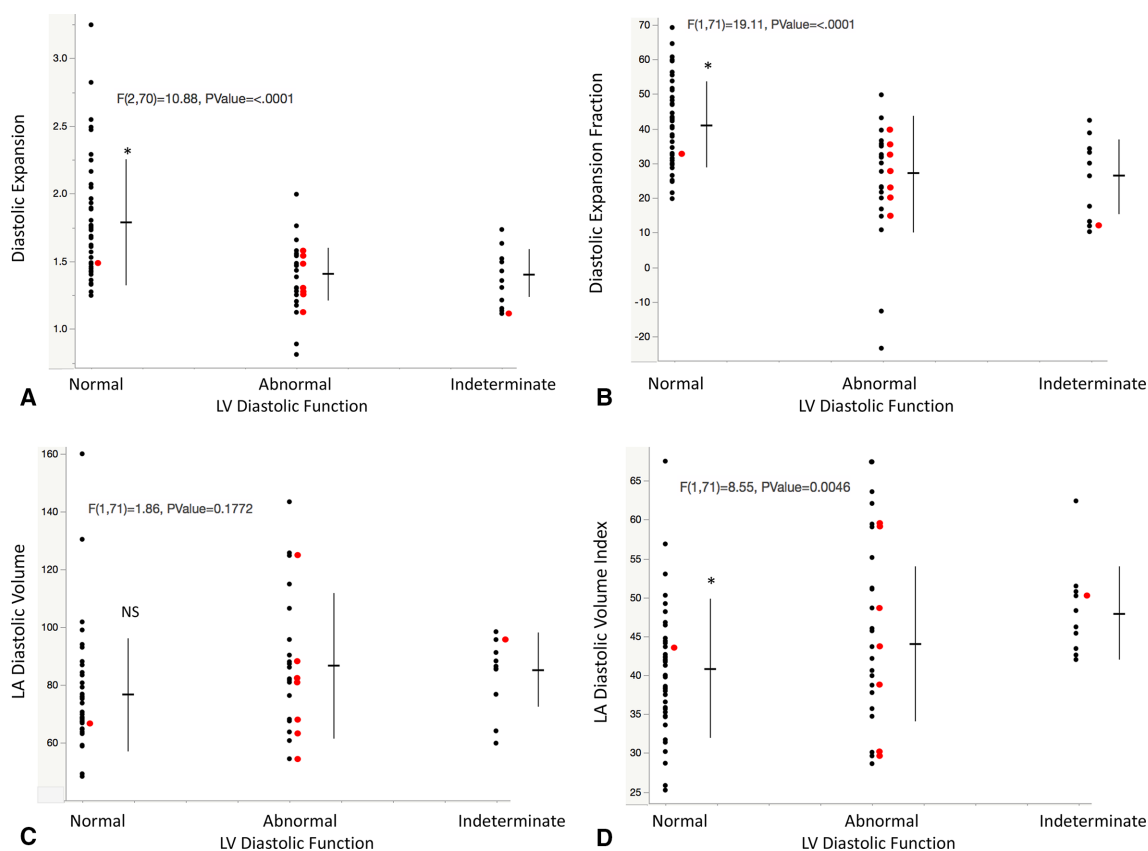 3.0
2.5
2.0
1.5
1.0
Diastolic Expansion
F(2,70)=10.88, PValue=<.0001
*
Normal Abnormal Indeterminate
LV Diastolic Function
A
70
60
50
40
30
20
10
0
-10
-20
Diastolic Expansion Fraction
F(1,71)=19.11, PValue=<.0001
*
Normal Abnormal Indeterminate
LV Diastolic Function
B
160
140
120
100
80
60
LA Diastolic Volume
F(1,71)=1.86, PValue=0.1772
NS
Normal Abnormal Indeterminate
LV Diastolic Function
C
65
60
55
50
45
40
35
30
25
LA Diastolic Volume Index
F(1,71)=8.55, PValue=0.0046
*
Normal Abnormal Indeterminate
LV Diastolic Function
D